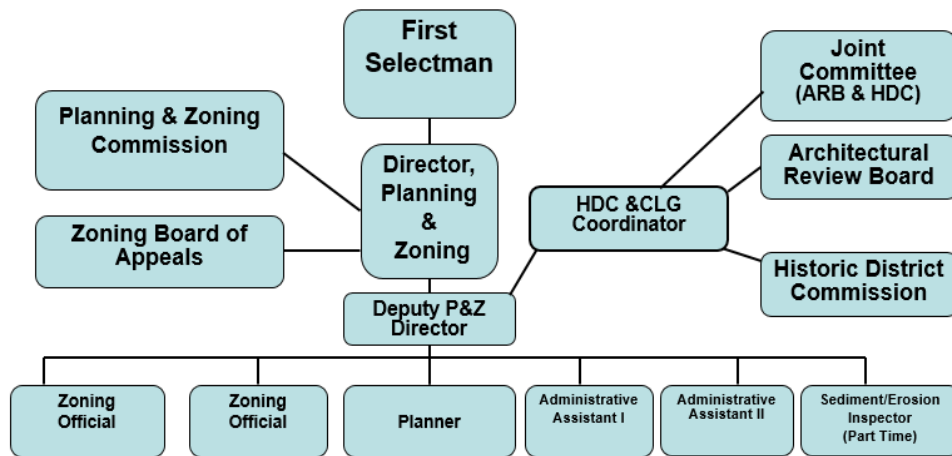 First
Selectman
Joint
Committee
(ARB & HDC)
Planning & Zoning
Commission
Director,
Planning
&
Zoning
Architectural
Review Board
HDC &CLG
Coordinator
Zoning Board of
Appeals
Historic District
Commission
Deputy P&Z
Director
Zoning
Official
Zoning
Official
Planner
Administrative
Assistant I
Administrative
Assistant II
Sediment/Erosion
Inspector
(Part Time)